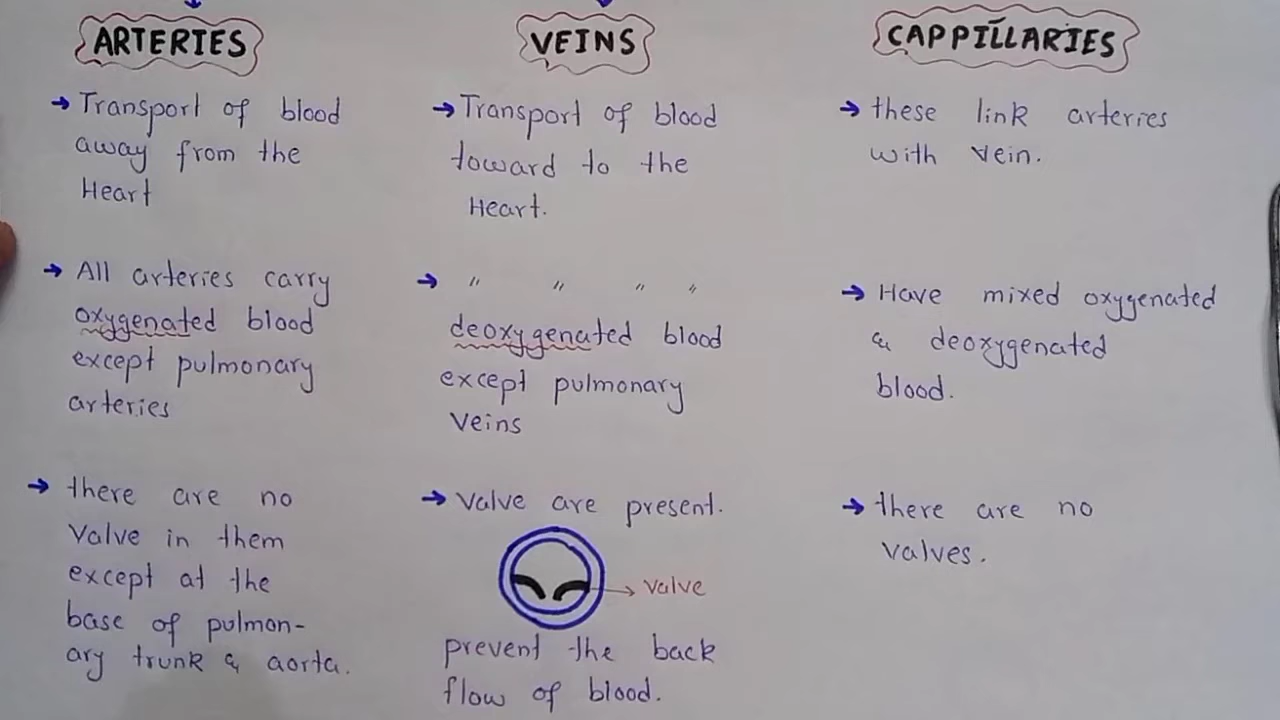 ARTERIES
→ Transport of blood
away from the
Heart
→ All arteries carry
oxygenated blood
except pulmonary
arteries
→ there are no
Valve in them
except at the
base of pulmon-
ary trunk & aorta.
VEINS
→ Transport of blood
toward to the
Heart.
→ " " " "
deoxygenated blood
except pulmonary
Veins
→ Valve are present.
→ valve
prevent the back
flow of blood.
CAPPILLARIES
→ these link arteries
with vein.
→ Have mixed oxygenated
& deoxygenated
blood.
→ there are no
valves.